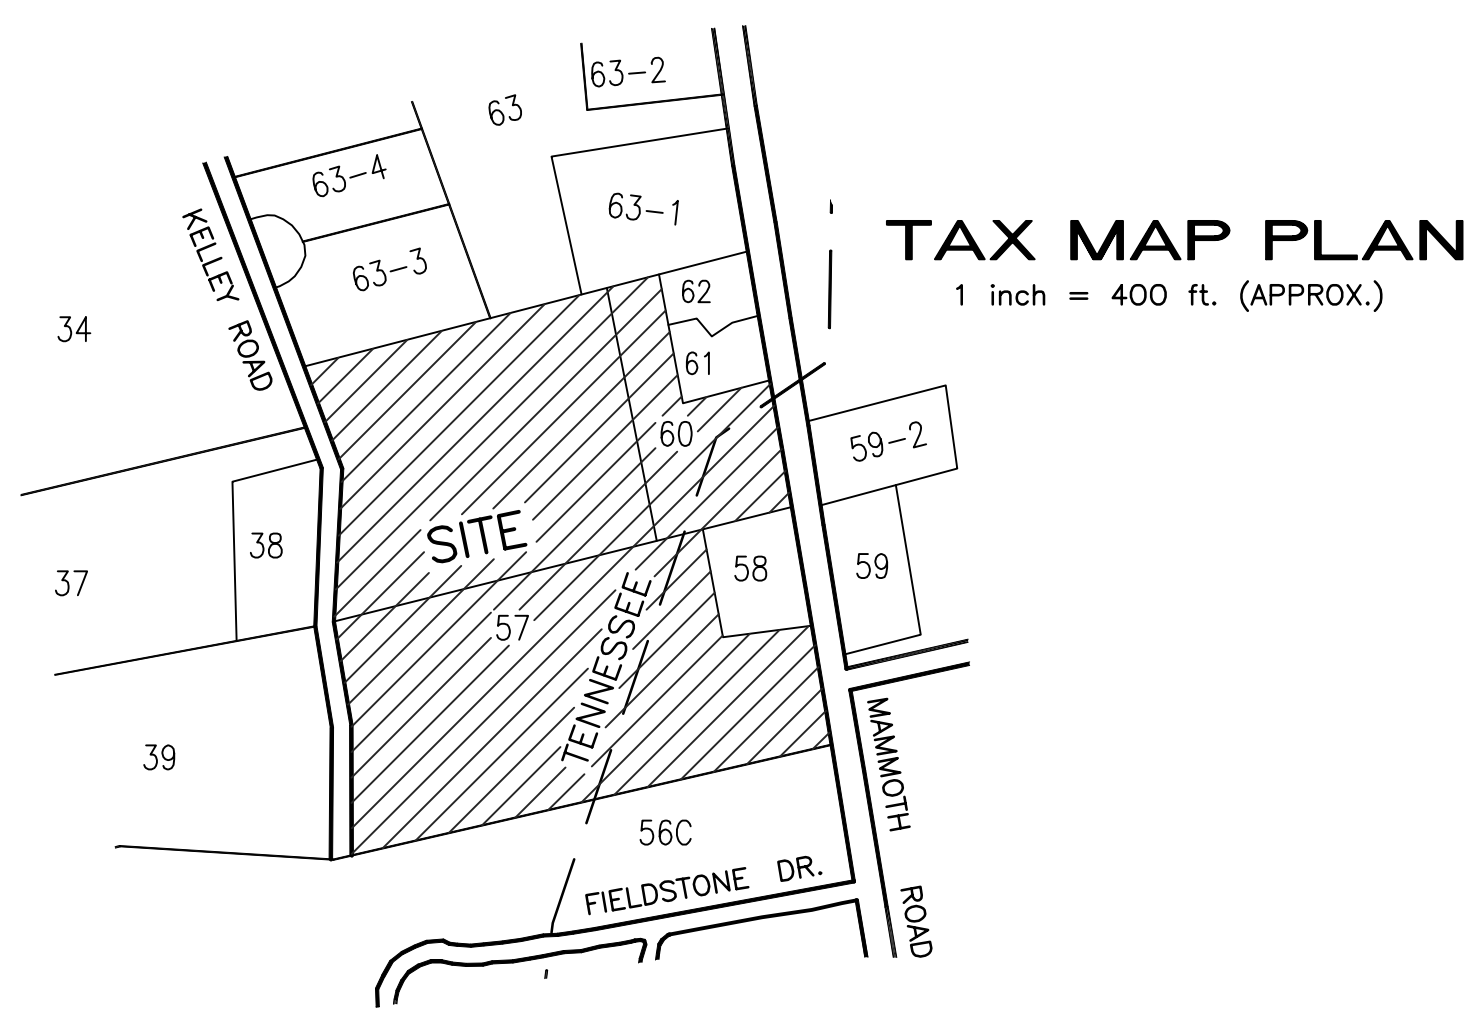 63-2
63
63-4
63-1
TAX MAP PLAN
1 inch = 400 ft. (APPROX.)
KELLEY ROAD
63-3
62
34
61
60
59-2
SITE
38
58
59
37
57
TENNESSEE
39
MAMMOTH ROAD
56C
FIELDSTONE DR.